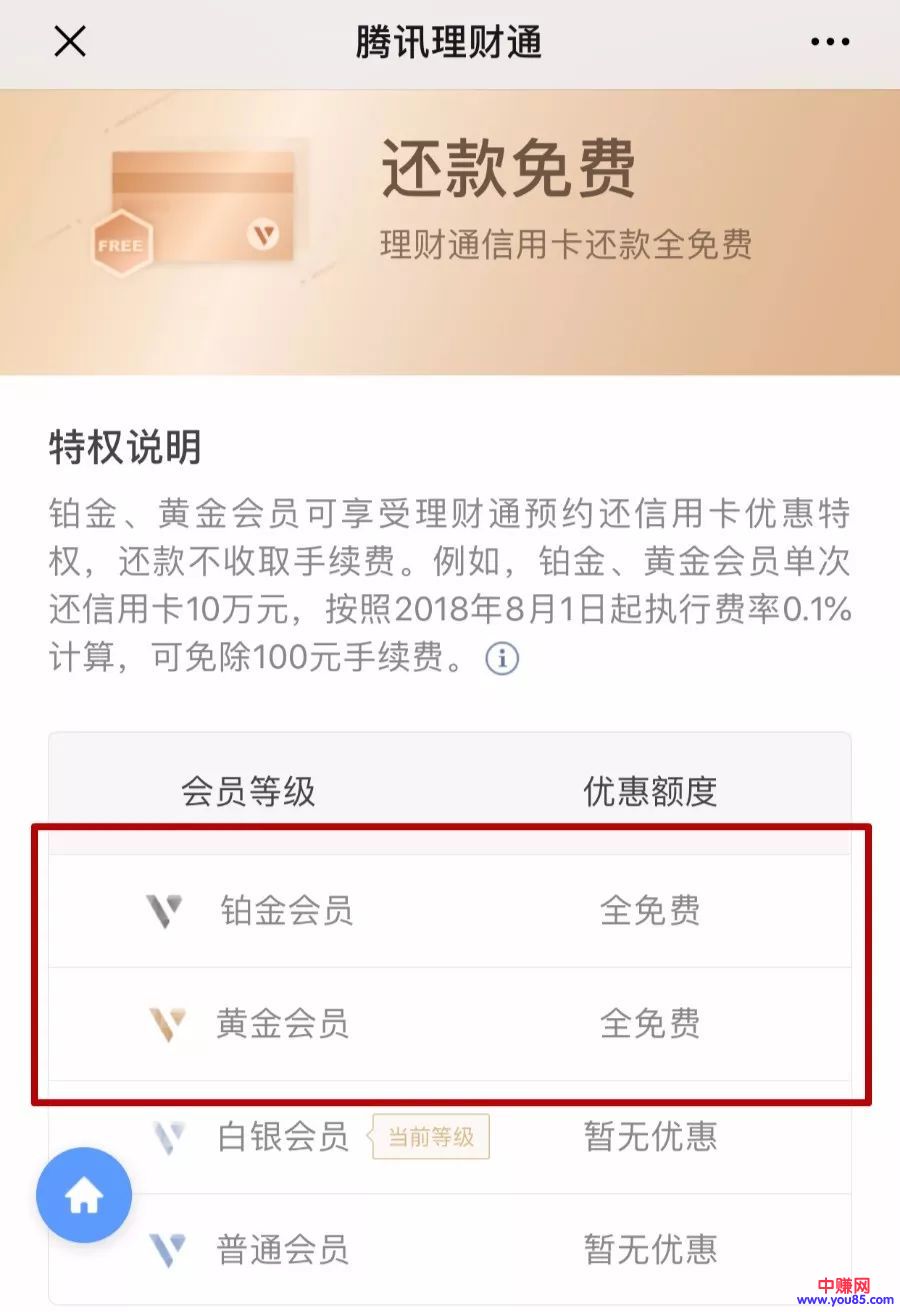 腾讯理财通
还款免费
FREE
理财通信用卡还款全免费
特权说明
铂金、黄金会员可享受理财通预约还信用卡优惠特
权，还款不收取手续费。例如，铂金、黄金会员单次
还信用卡10万元，按照2018年8月1日起执行费率0.1%
计算，可免除100元手续费。
会员等级 优惠额度
铂金会员 全免费
黄金会员 全免费
白银会员 当前等级 暂无优惠
普通会员 暂无优惠
中赚网
www.you85.com